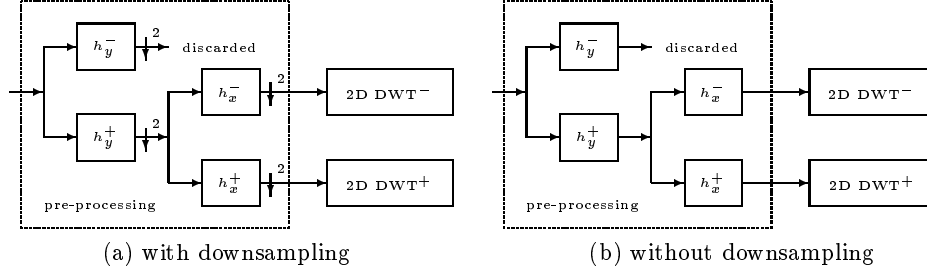 h_y^- ↓2 discarded
h_x^- ↓2 2D DWT^-
h_y^+ ↓2
h_x^+ ↓2 2D DWT^+
pre-processing
(a) with downsampling
h_y^- discarded
h_x^- 2D DWT^-
h_y^+
h_x^+ 2D DWT^+
pre-processing
(b) without downsampling